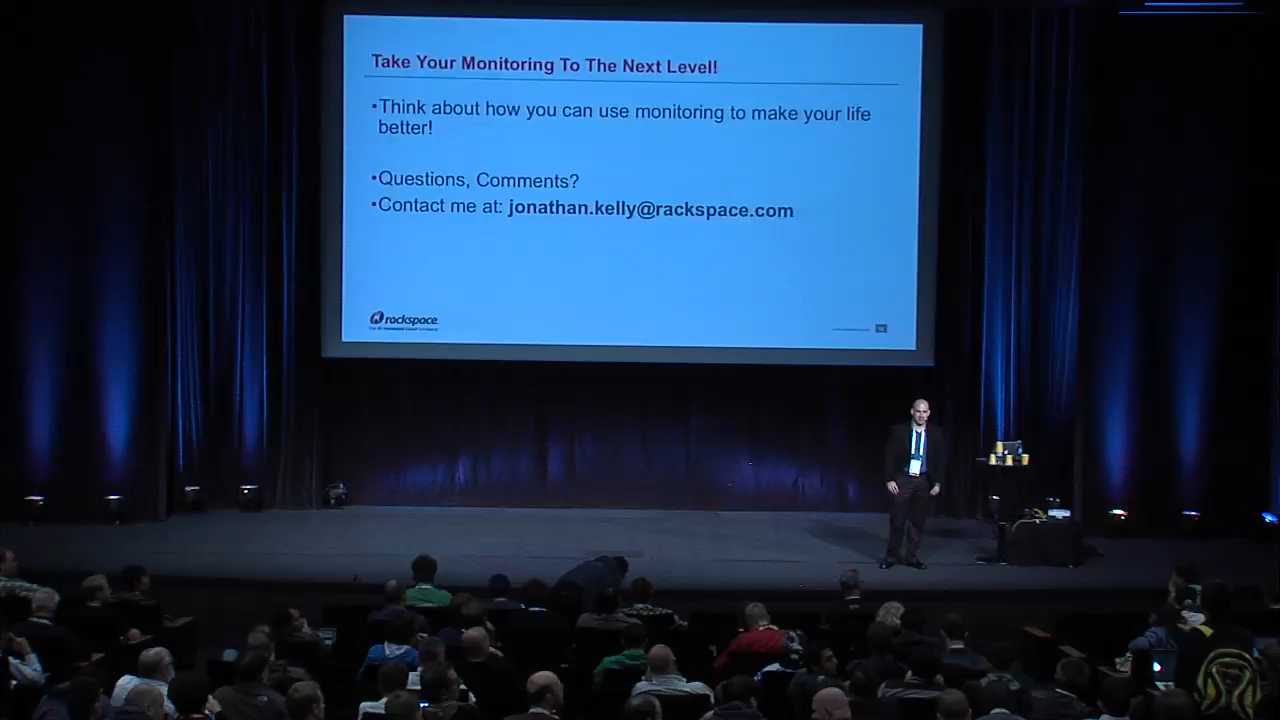 Take Your Monitoring To The Next Level!
•Think about how you can use monitoring to make your life
better!
•Questions, Comments?
•Contact me at: jonathan.kelly@rackspace.com
rackspace